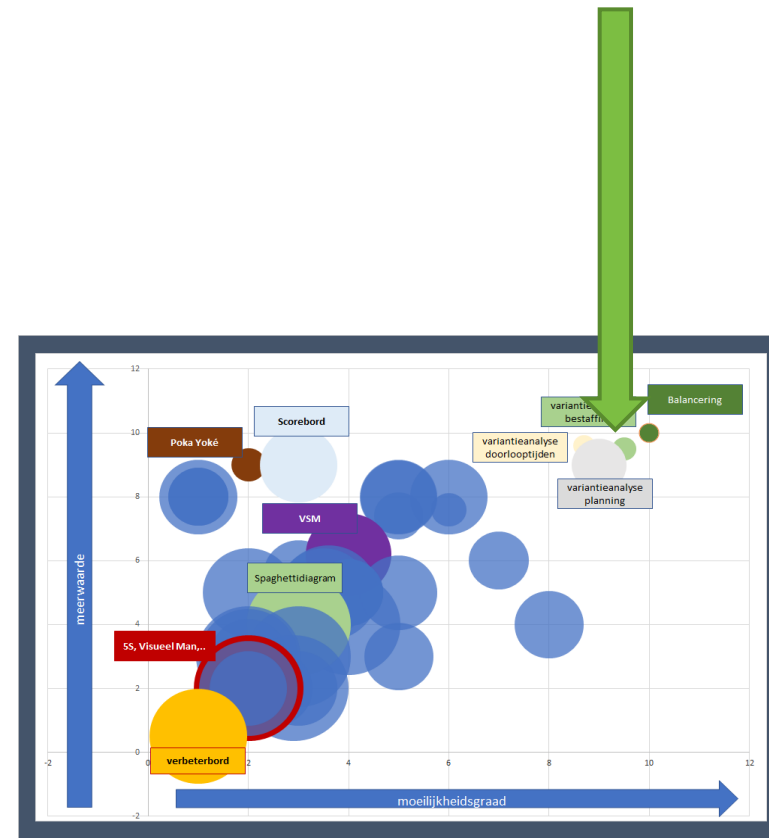 12
10
8
6
4
2
0
-2
-2
0
2
4
6
8
10
12
meerwaarde
moeilijkheidsgraad
Poka Yoké
Scorebord
VSM
Spaghettidiagram
5S, Visueel Man,..
verbeterbord
variantieanalyse
doorlooptijden
bestaffi
Balancering
variantieanalyse
planning